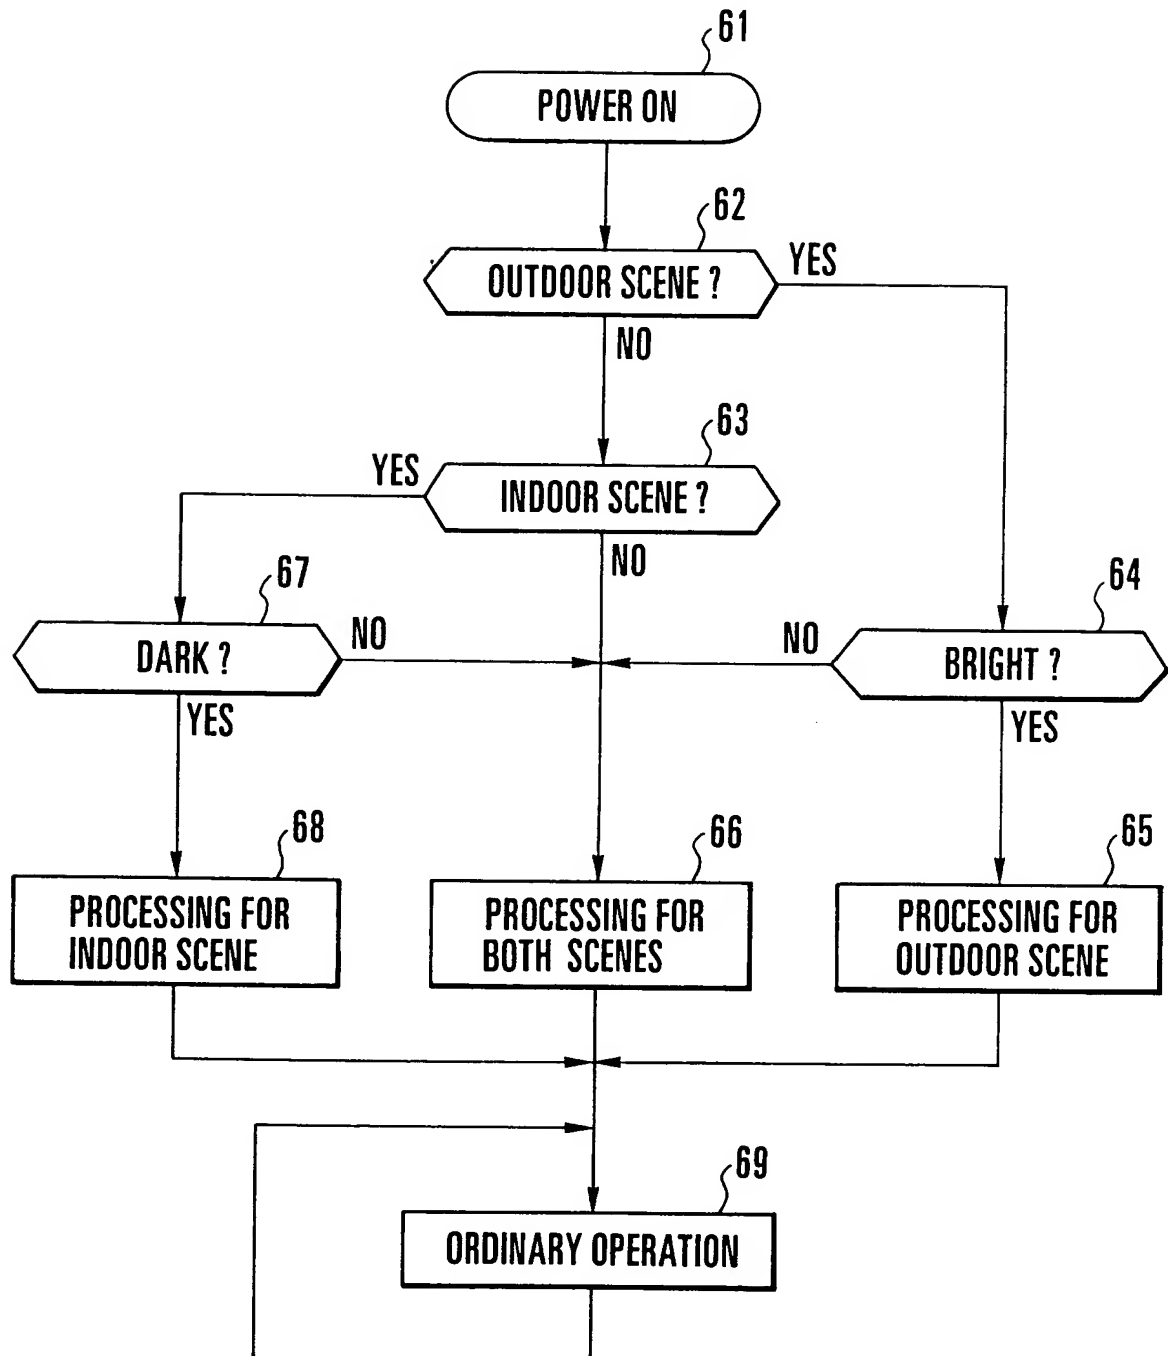 61
POWER ON
62
OUTDOOR SCENE ?
YES
NO
63
YES
INDOOR SCENE ?
NO
67
64
DARK ?
NO
NO
BRIGHT ?
YES
YES
68
66
65
PROCESSING FOR
INDOOR SCENE
PROCESSING FOR
BOTH SCENES
PROCESSING FOR
OUTDOOR SCENE
69
ORDINARY OPERATION